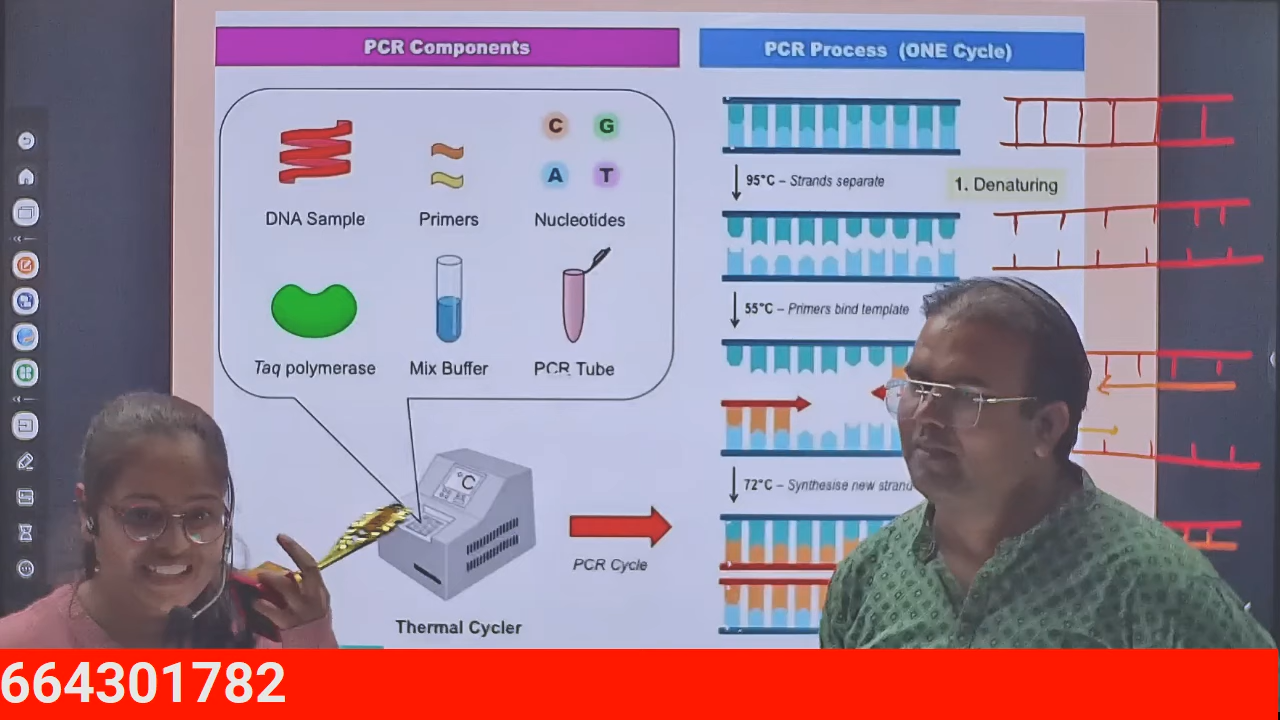 PCR Components
PCR Process (ONE Cycle)
C G
A T
DNA Sample
Primers
Nucleotides
Taq polymerase
Mix Buffer
PCR Tube
°C
Thermal Cycler
PCR Cycle
95°C – Strands separate
1. Denaturing
55°C – Primers bind template
72°C – Synthesise new strand
664301782